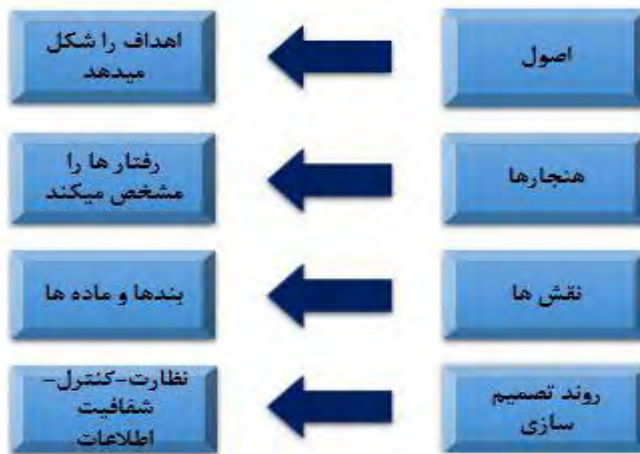 اصول
اهداف را شکل
میدهد
هنجارها
رفتار ها را
مشخص میکند
نقش ها
بندها و ماده ها
روند تصمیم
سازی
نظارت-کنترل-
شفافیت
اطلاعات